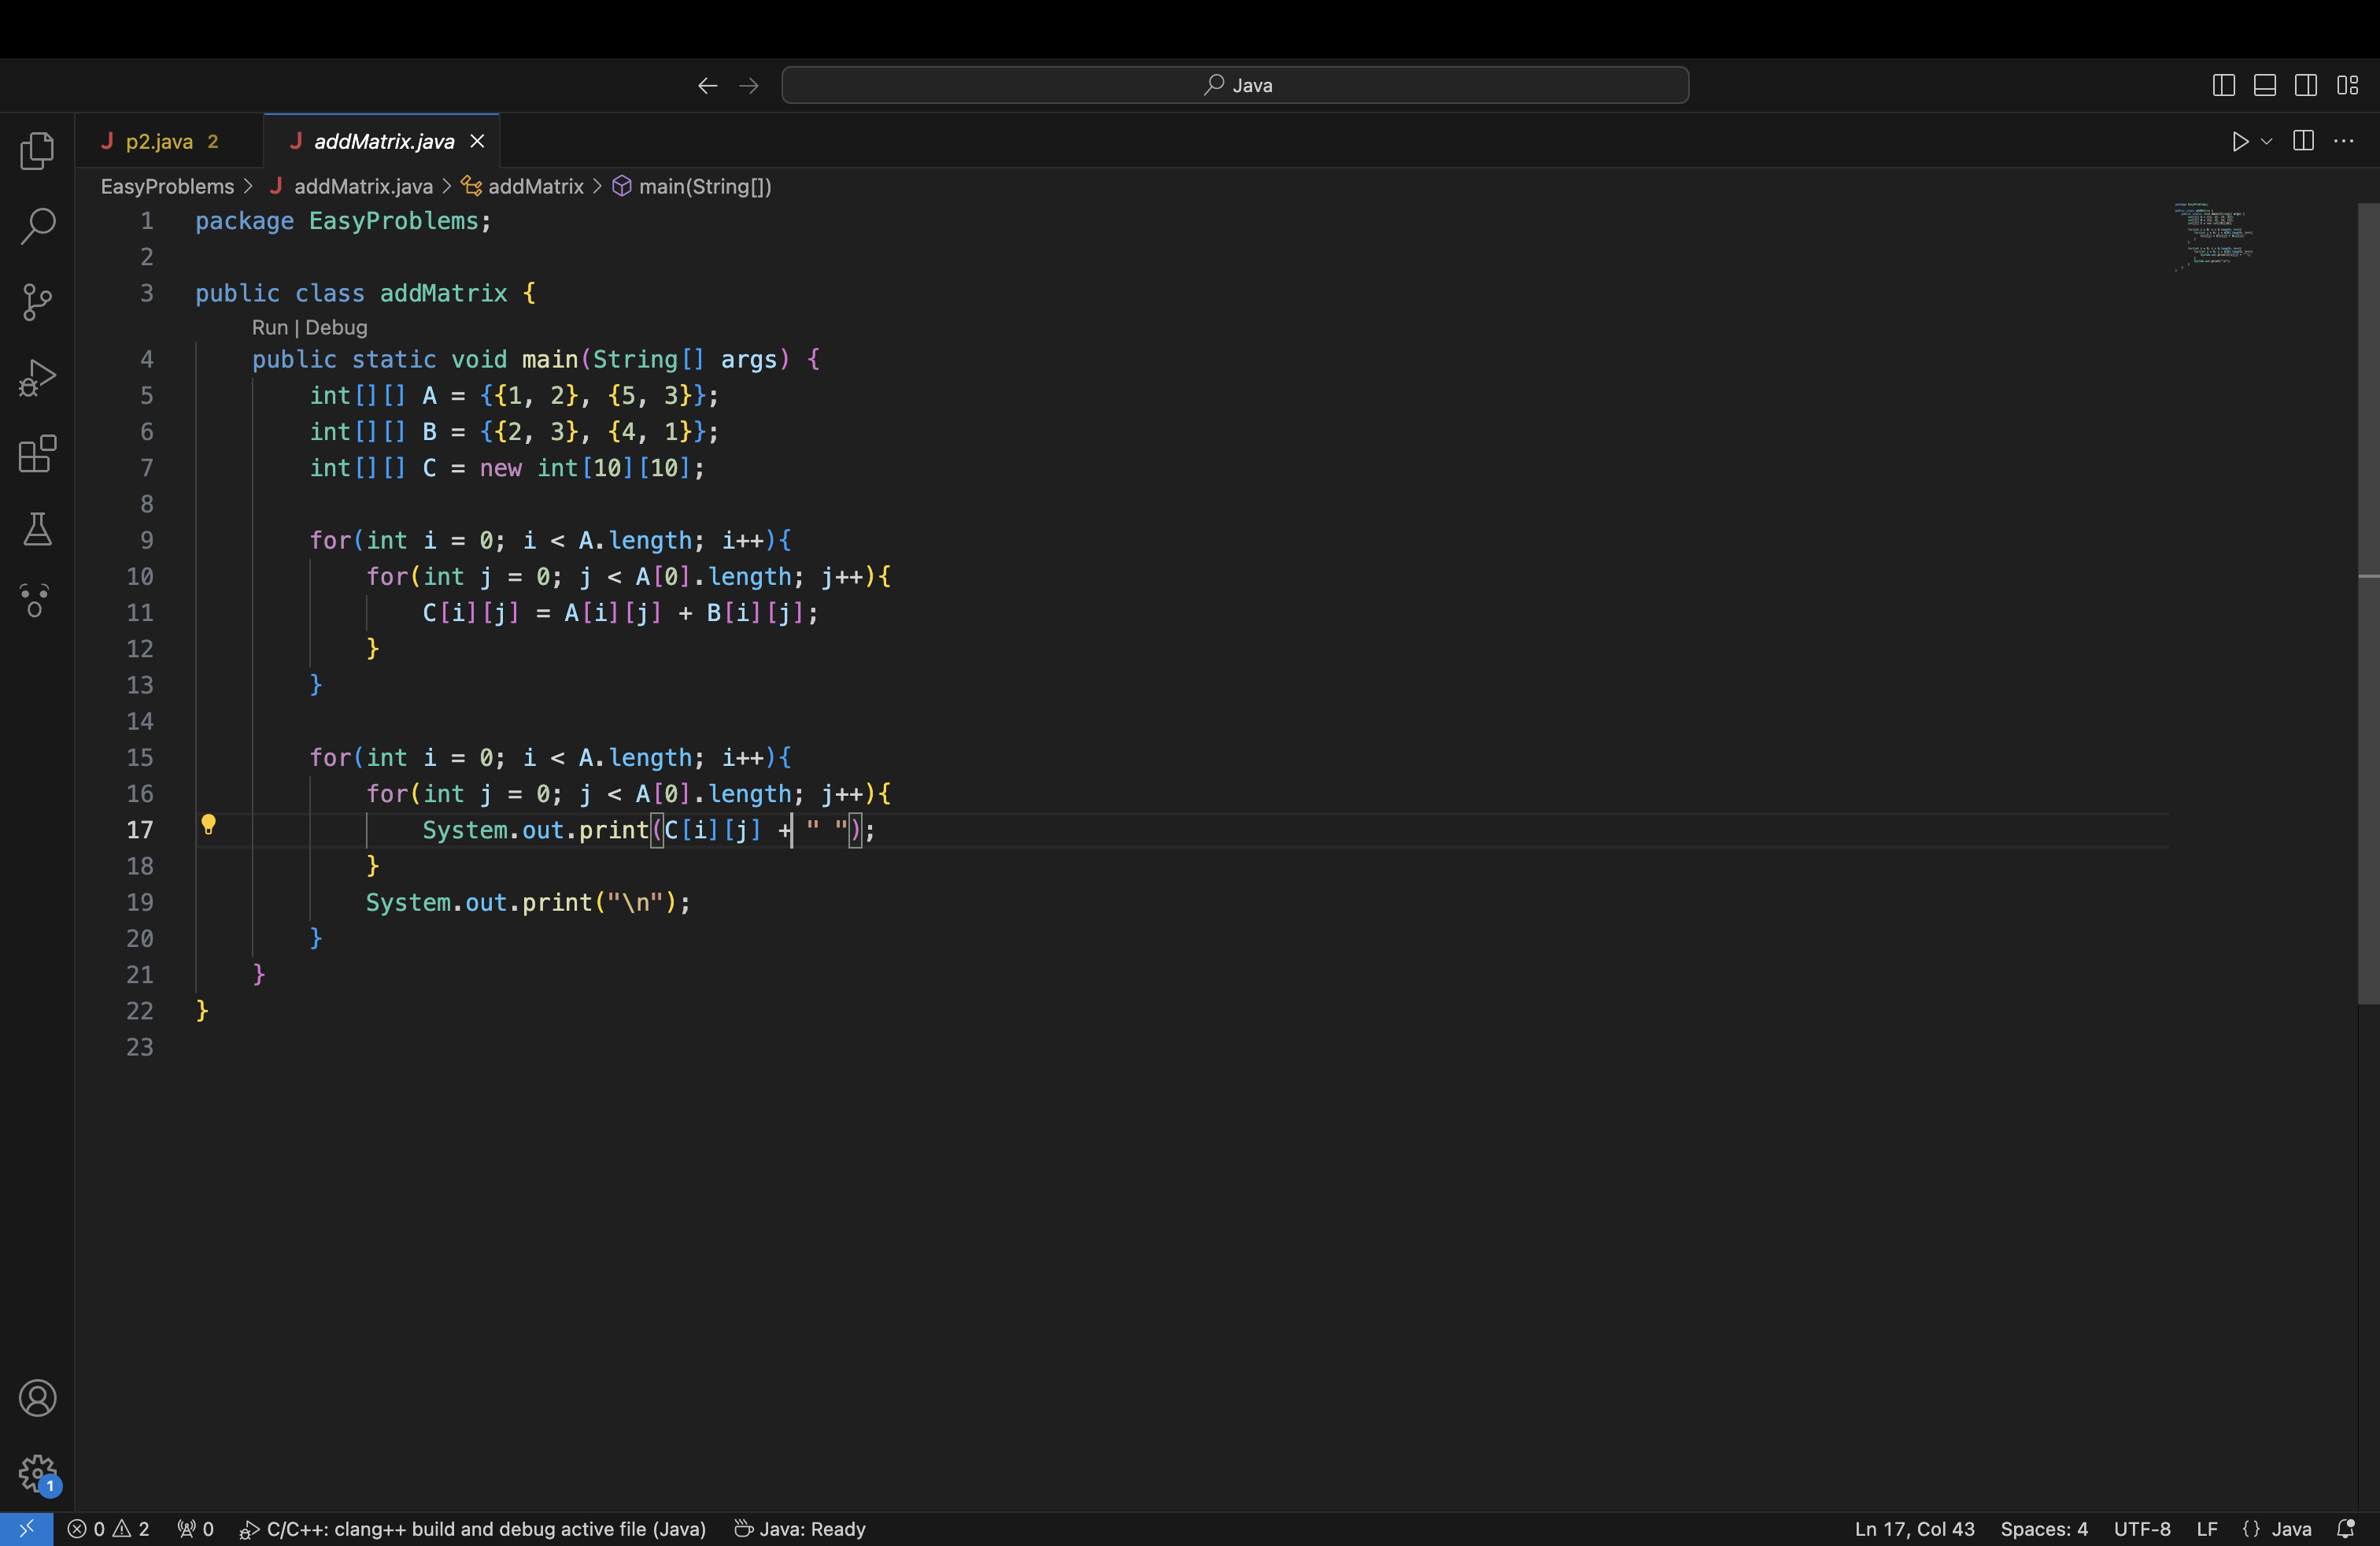 Java
p2.java 2
addMatrix.java
EasyProblems > addMatrix.java > addMatrix > main(String[])
1 package EasyProblems;
2
3 public class addMatrix {
Run | Debug
4 public static void main(String[] args) {
5 int[][] A = {{1, 2}, {5, 3}};
6 int[][] B = {{2, 3}, {4, 1}};
7 int[][] C = new int[10][10];
8
9 for(int i = 0; i < A.length; i++){
10 for(int j = 0; j < A[0].length; j++){
11 C[i][j] = A[i][j] + B[i][j];
12 }
13 }
14
15 for(int i = 0; i < A.length; i++){
16 for(int j = 0; j < A[0].length; j++){
17 System.out.print(C[i][j] + " ");
18 }
19 System.out.print("\n");
20 }
21 }
22 }
23
1
0 2 0 C/C++: clang++ build and debug active file (Java) Java: Ready Ln 17, Col 43 Spaces: 4 UTF-8 LF {} Java